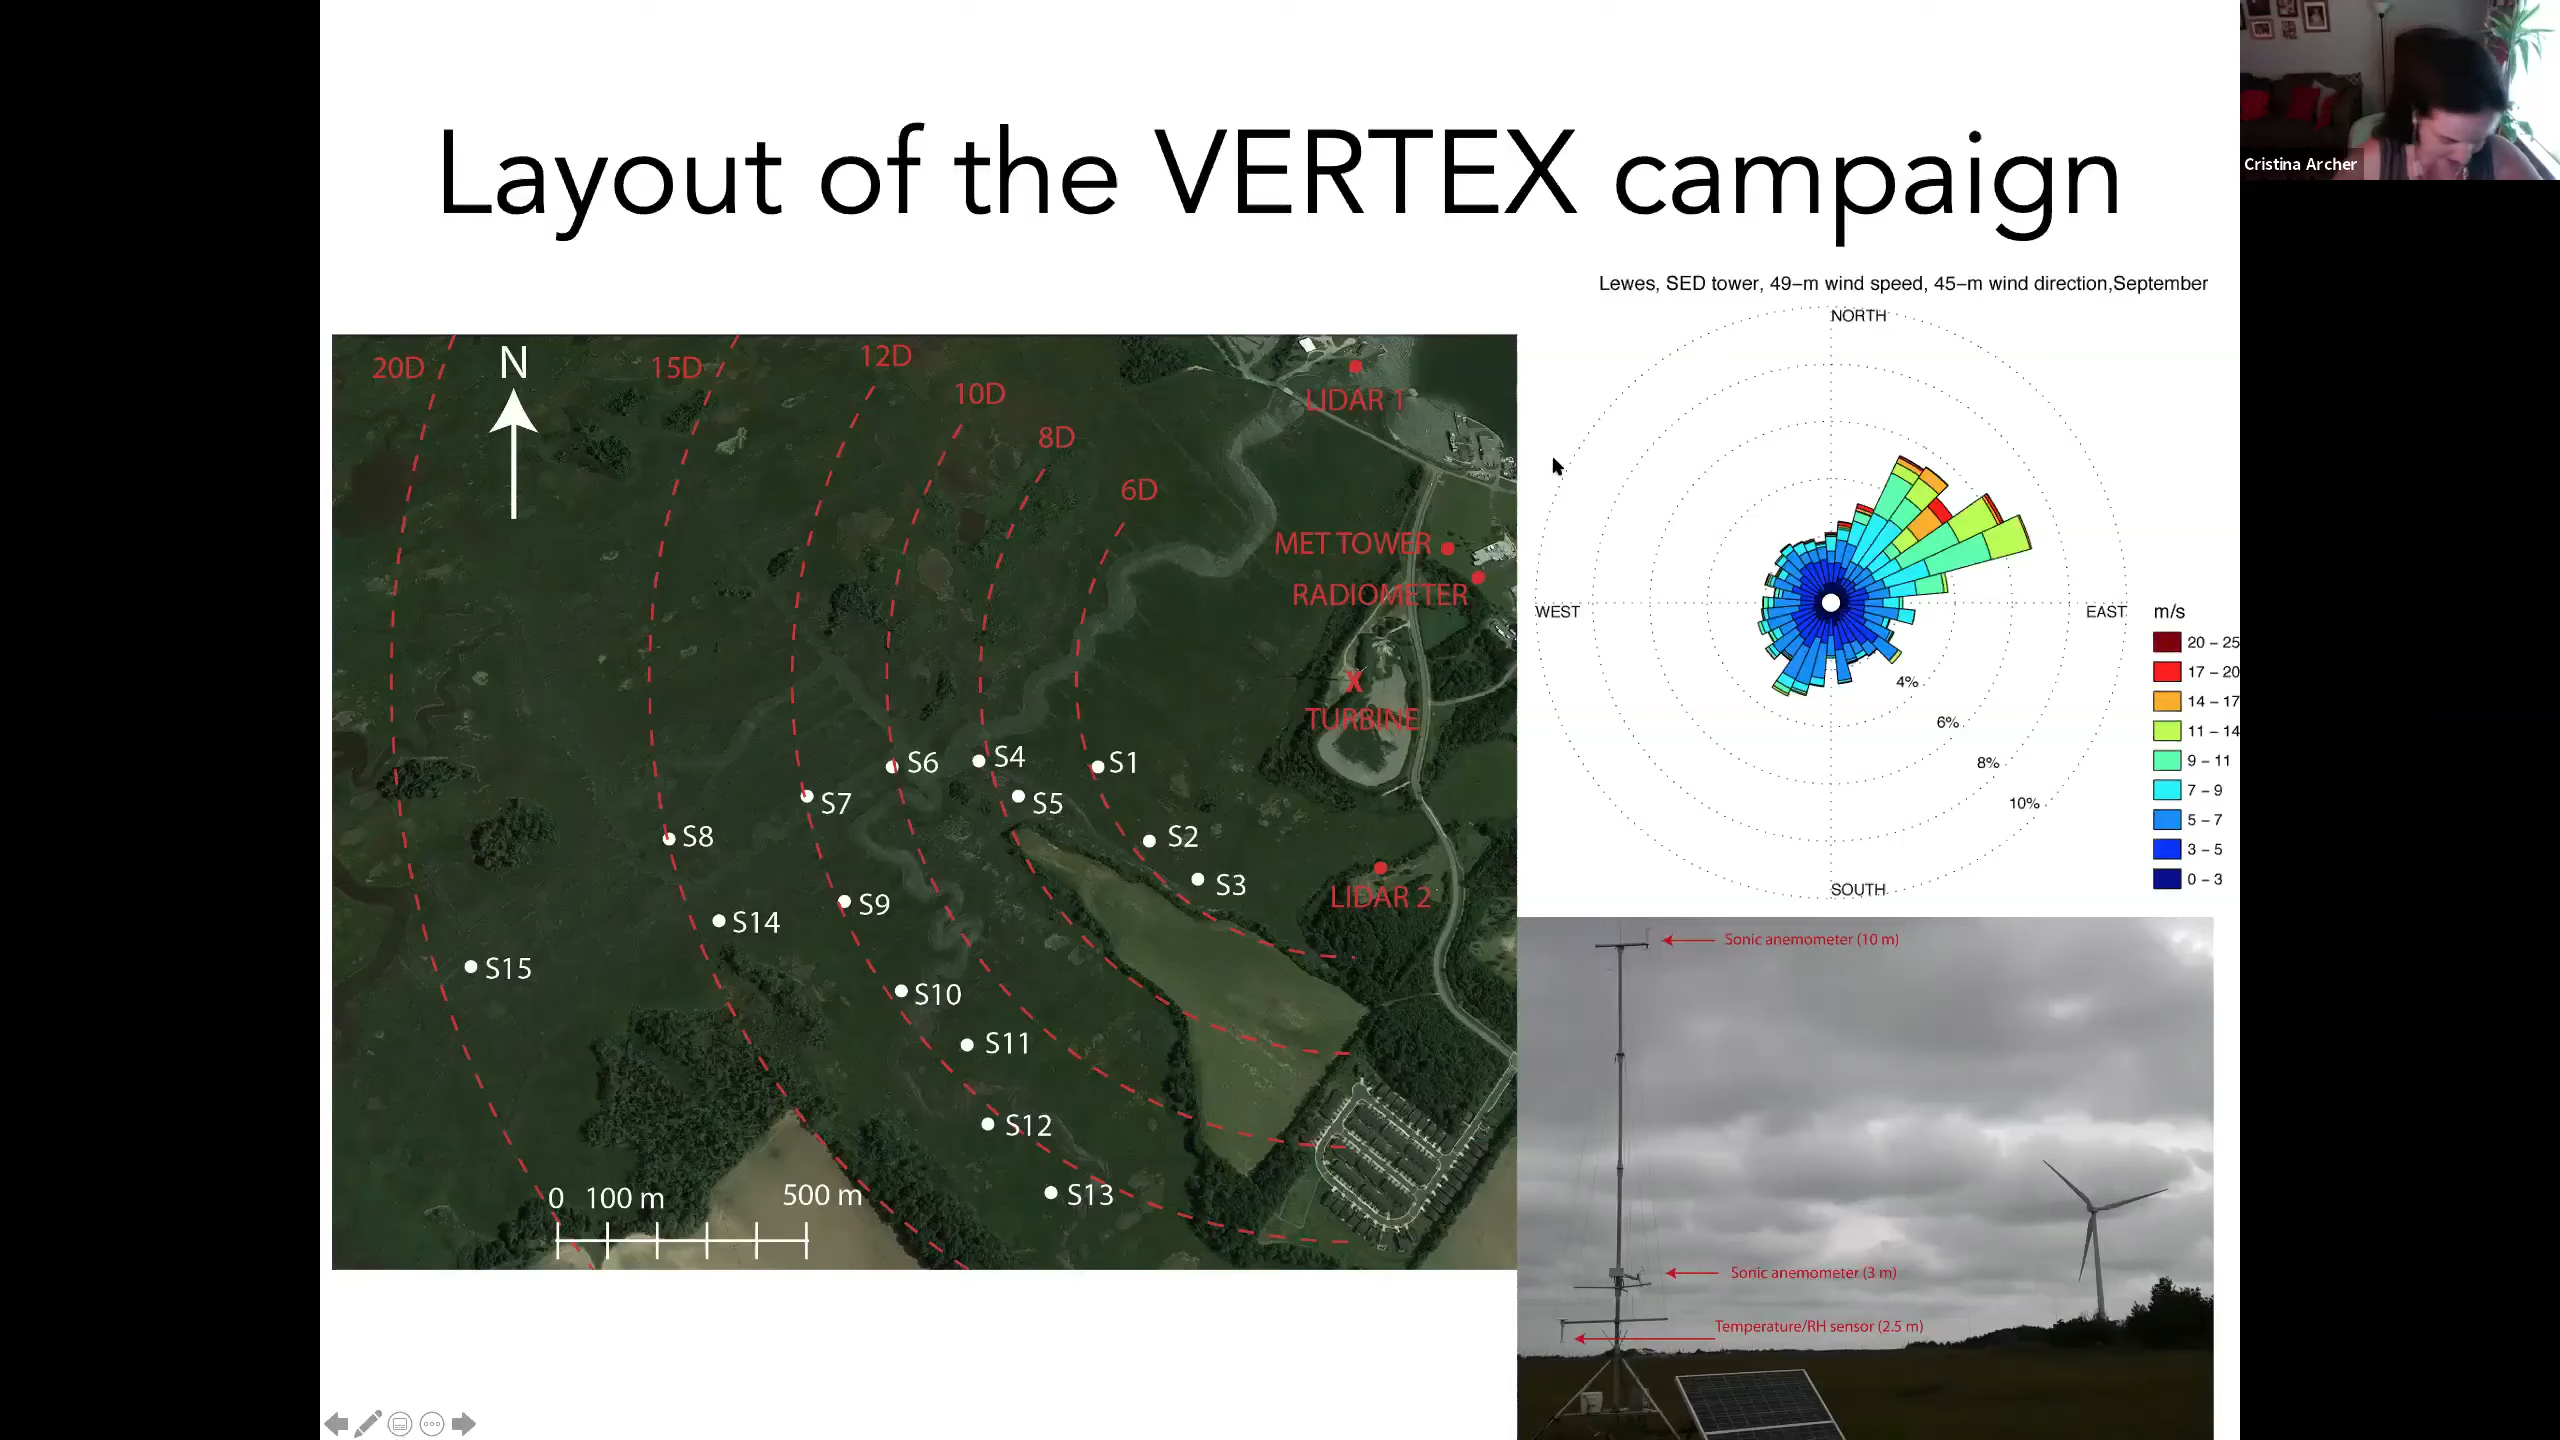 Layout of the VERTEX campaign
Cristina Archer
Lewes, SED tower, 49-m wind speed, 45-m wind direction,September
NORTH
WEST
EAST
SOUTH
4%
6%
8%
10%
m/s
20 - 25
17 - 20
14 - 17
11 - 14
9 - 11
7 - 9
5 - 7
3 - 5
0 - 3
20D
N
15D
12D
10D
8D
6D
LIDAR 1
MET TOWER
RADIOMETER
X
TURBINE
LIDAR 2
S1
S2
S3
S4
S5
S6
S7
S8
S9
S10
S11
S12
S13
S14
S15
0 100 m 500 m
Sonic anemometer (10 m)
Sonic anemometer (3 m)
Temperature/RH sensor (2.5 m)